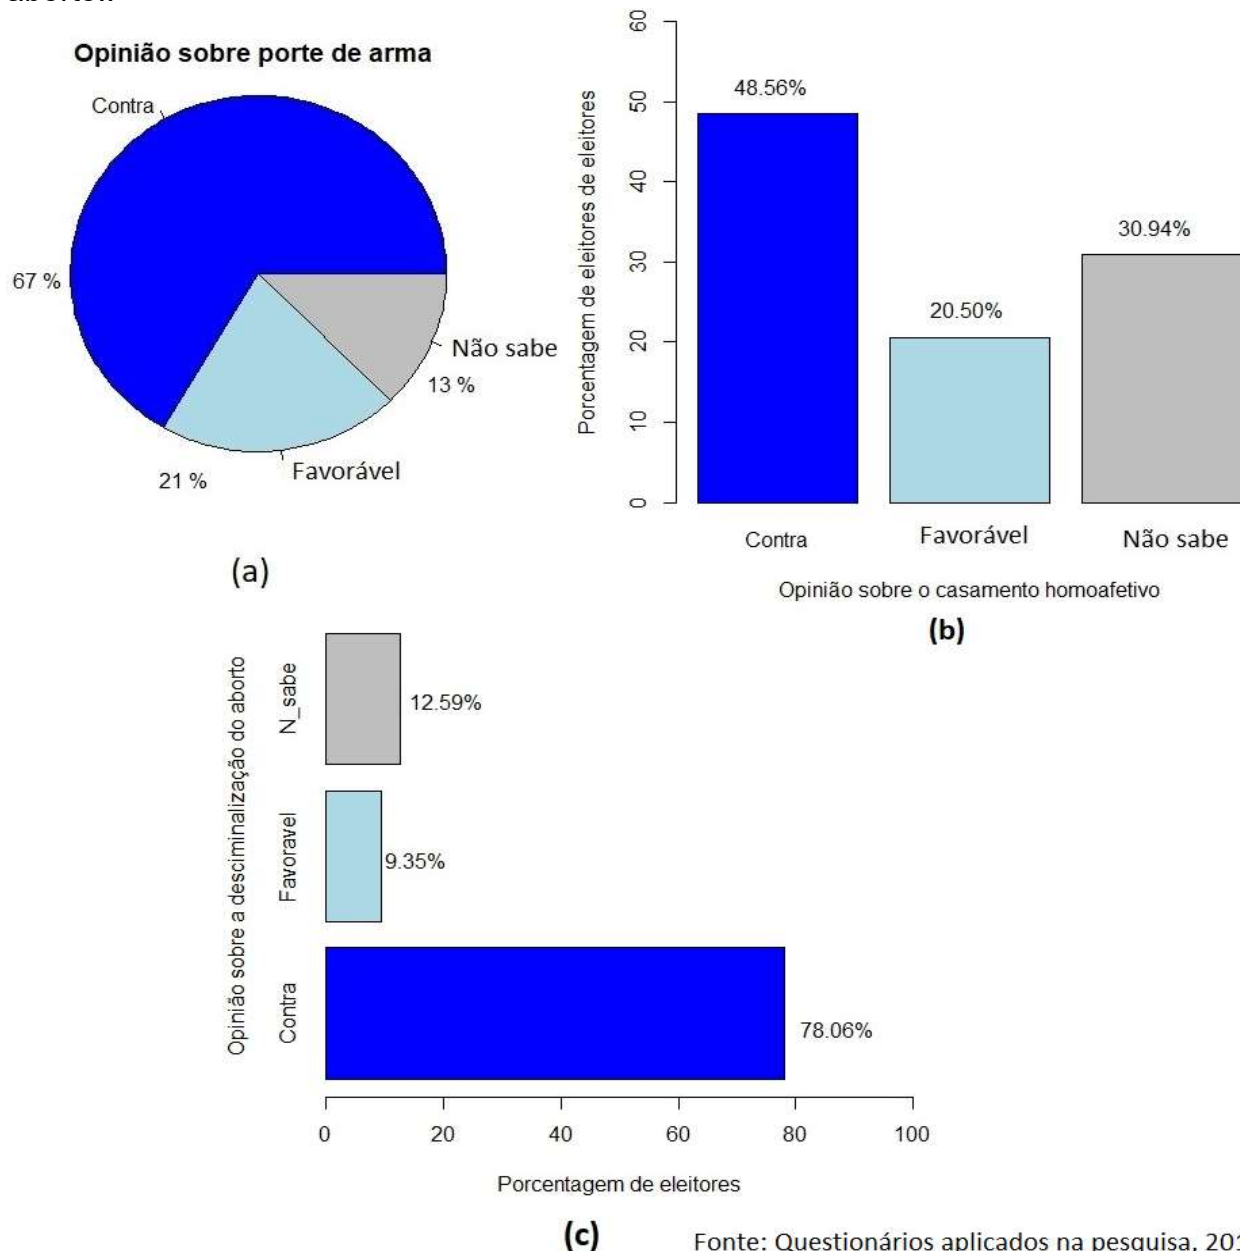 Opinião sobre porte de arma
Contra
67 %
Não sabe
13 %
Favorável
21 %
(a)
Porcentagem de eleitores de eleitores
60
50
40
30
20
10
0
48.56%
20.50%
30.94%
Contra
Favorável
Não sabe
Opinião sobre o casamento homoafetivo
(b)
Opinião sobre a desciminalização do aborto
N_sabe
12.59%
Favoravel
9.35%
Contra
78.06%
0 20 40 60 80 100
Porcentagem de eleitores
(c)
Fonte: Questionários aplicados na pesquisa, 201